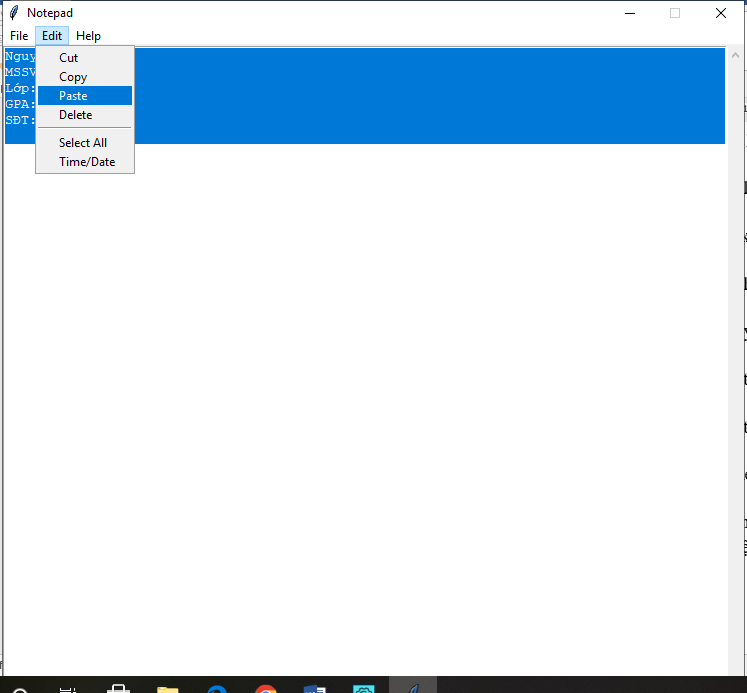 Notepad
File Edit Help
Cut
Copy
Paste
Delete
Select All
Time/Date
Nguy
MSSV
Lớp:
GPA:
SĐT: